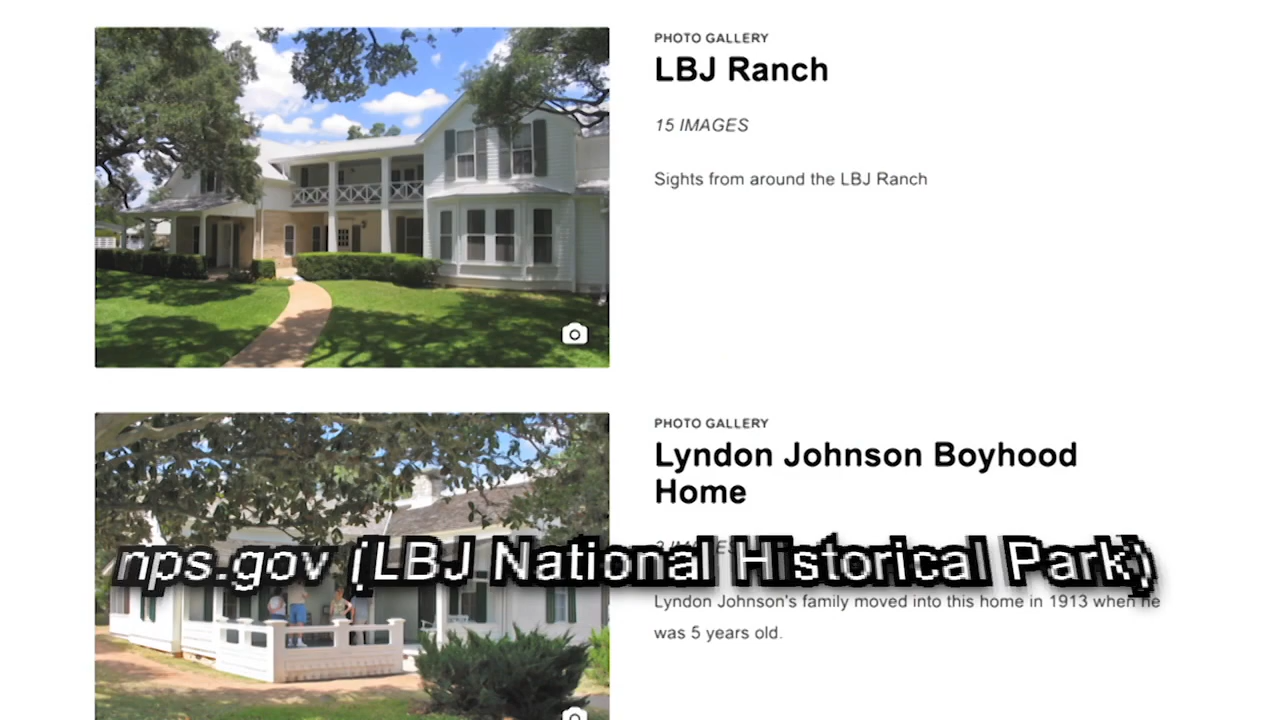 PHOTO GALLERY
LBJ Ranch
15 IMAGES
Sights from around the LBJ Ranch
PHOTO GALLERY
Lyndon Johnson Boyhood
Home
nps.gov (LBJ National Historical Park)
Lyndon Johnson's family moved into this home in 1913 when he
was 5 years old.